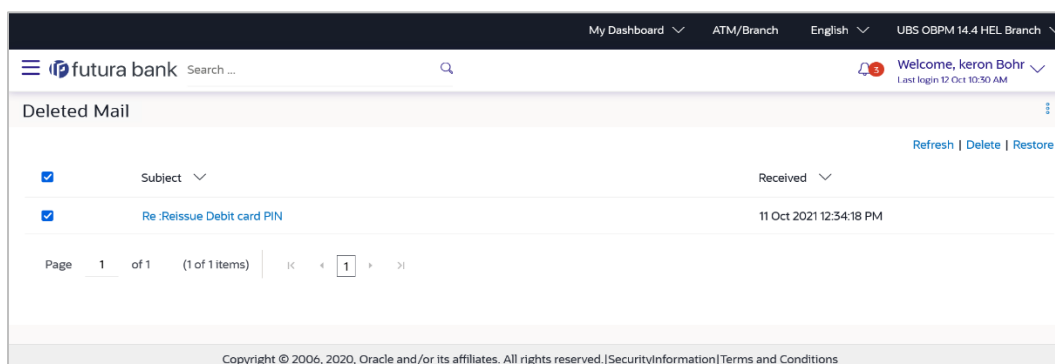 My Dashboard ATM/Branch English UBS OBPM 14.4 HEL Branch
futura bank Search ... 3 Welcome, keron Bohr
Last login 12 Oct 10:30 AM
Deleted Mail
Refresh | Delete | Restore
Subject Received
Re :Reissue Debit card PIN 11 Oct 2021 12:34:18 PM
Page 1 of 1 (1 of 1 items) 1
Copyright © 2006, 2020, Oracle and/or its affiliates. All rights reserved.|SecurityInformation|Terms and Conditions